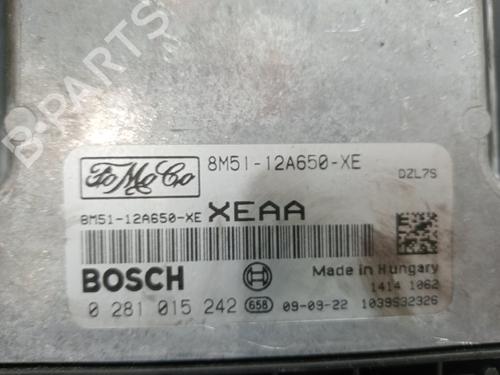 B-PARTS
FoMoCo
8M51-12A650-XE
DZL7S
8M51-12A650-XE XEAA
BOSCH
Made in Hungary
1414 1062
0 281 015 242 658 09-09-22 1039S32326